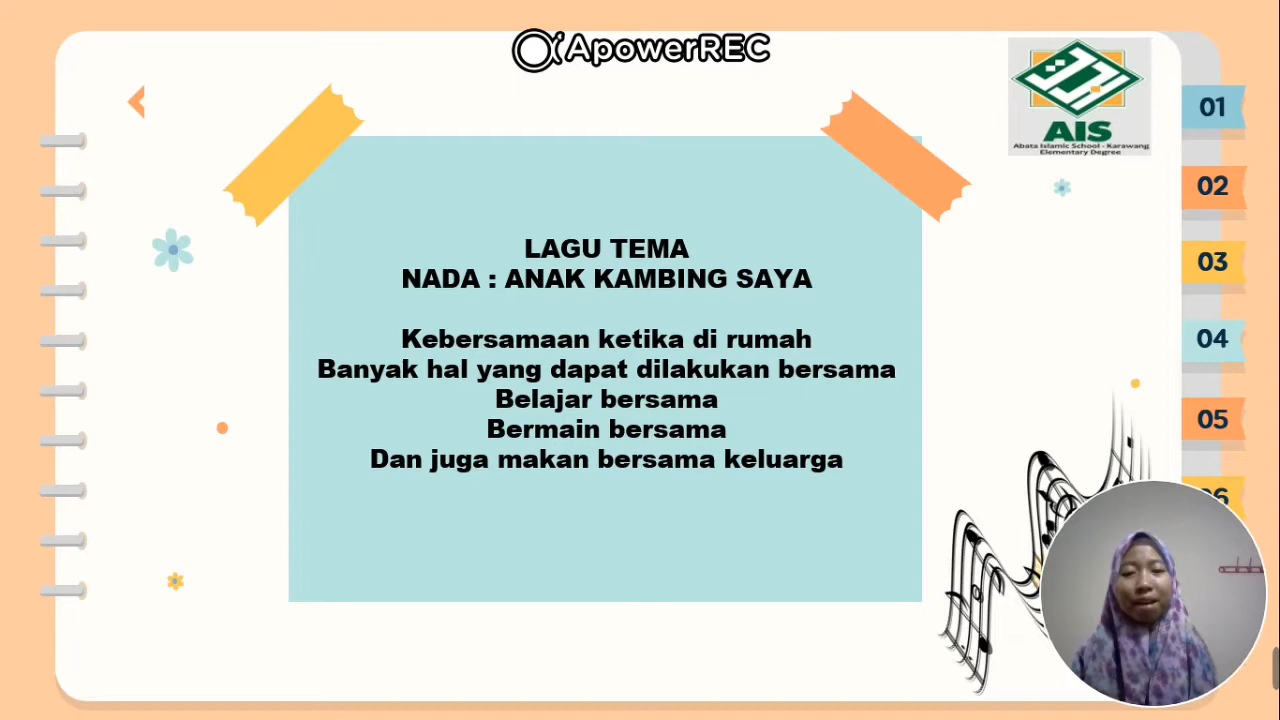 ApowerREC
AIS
Abata Islamic School - Karawang
Elementary Degree
01
02
03
04
05
06
LAGU TEMA
NADA : ANAK KAMBING SAYA
Kebersamaan ketika di rumah
Banyak hal yang dapat dilakukan bersama
Belajar bersama
Bermain bersama
Dan juga makan bersama keluarga